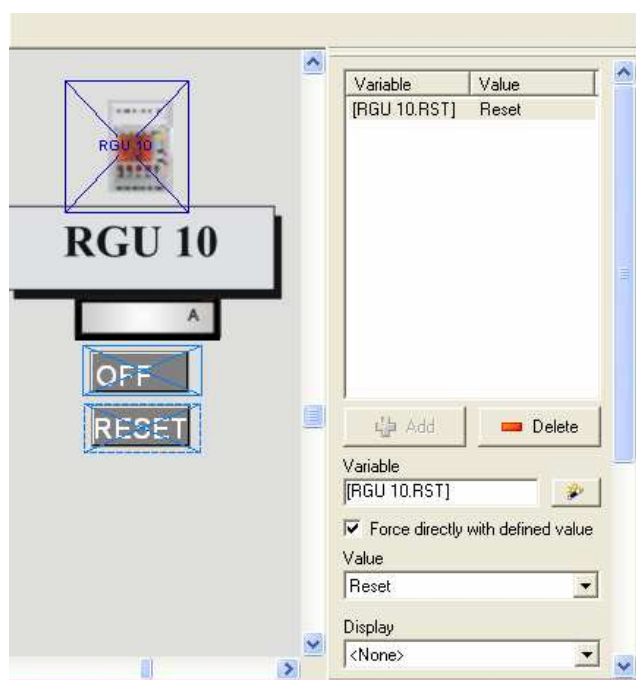 RGU 10
RGU 10
A
OFF
RESET
Variable Value
[RGU 10.RST] Reset
Add Delete
Variable
[RGU 10.RST]
Force directly with defined value
Value
Reset
Display
<None>